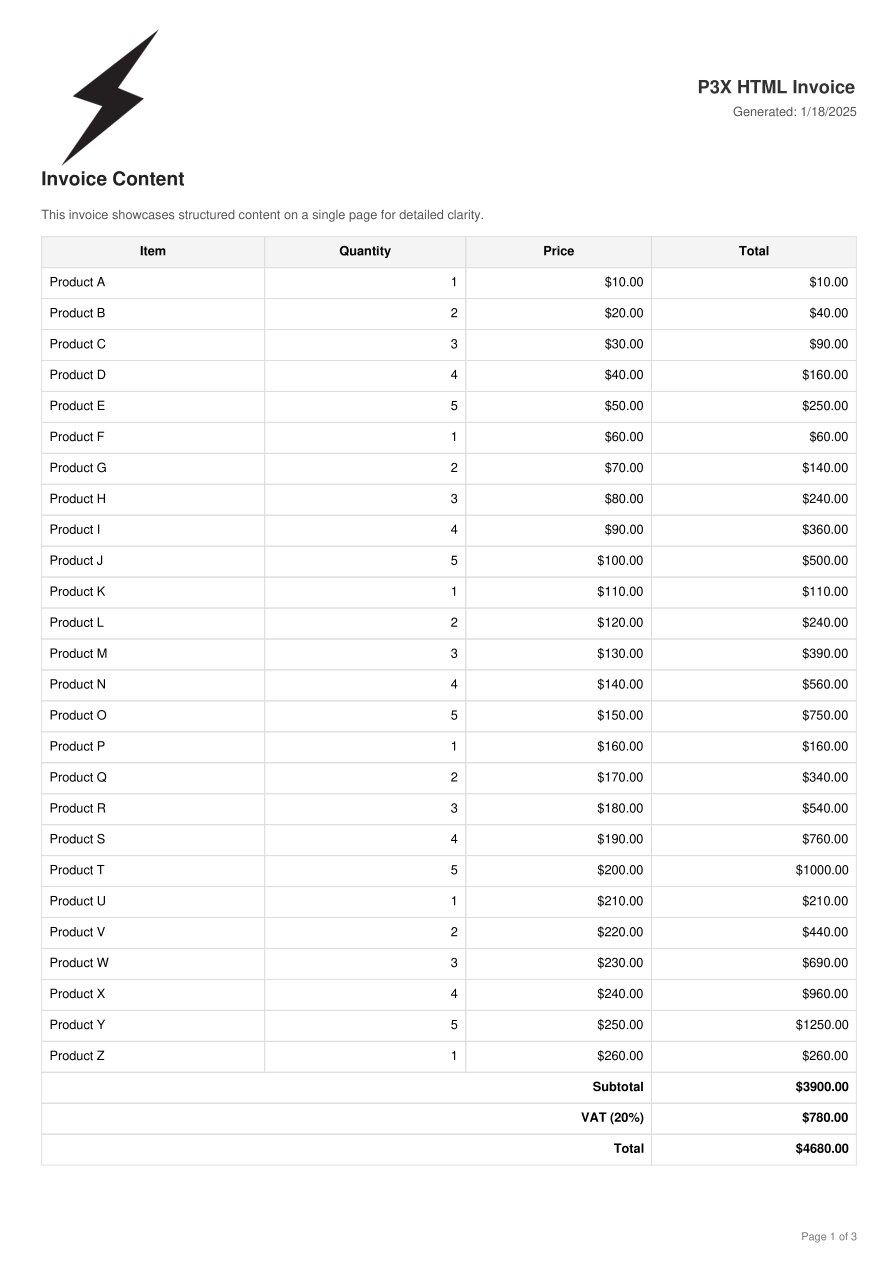 P3X HTML Invoice
Generated: 1/18/2025
Invoice Content
This invoice showcases structured content on a single page for detailed clarity.
Item Quantity Price Total
Product A 1 $10.00 $10.00
Product B 2 $20.00 $40.00
Product C 3 $30.00 $90.00
Product D 4 $40.00 $160.00
Product E 5 $50.00 $250.00
Product F 1 $60.00 $60.00
Product G 2 $70.00 $140.00
Product H 3 $80.00 $240.00
Product I 4 $90.00 $360.00
Product J 5 $100.00 $500.00
Product K 1 $110.00 $110.00
Product L 2 $120.00 $240.00
Product M 3 $130.00 $390.00
Product N 4 $140.00 $560.00
Product O 5 $150.00 $750.00
Product P 1 $160.00 $160.00
Product Q 2 $170.00 $340.00
Product R 3 $180.00 $540.00
Product S 4 $190.00 $760.00
Product T 5 $200.00 $1000.00
Product U 1 $210.00 $210.00
Product V 2 $220.00 $440.00
Product W 3 $230.00 $690.00
Product X 4 $240.00 $960.00
Product Y 5 $250.00 $1250.00
Product Z 1 $260.00 $260.00
Subtotal $3900.00
VAT (20%) $780.00
Total $4680.00
Page 1 of 3